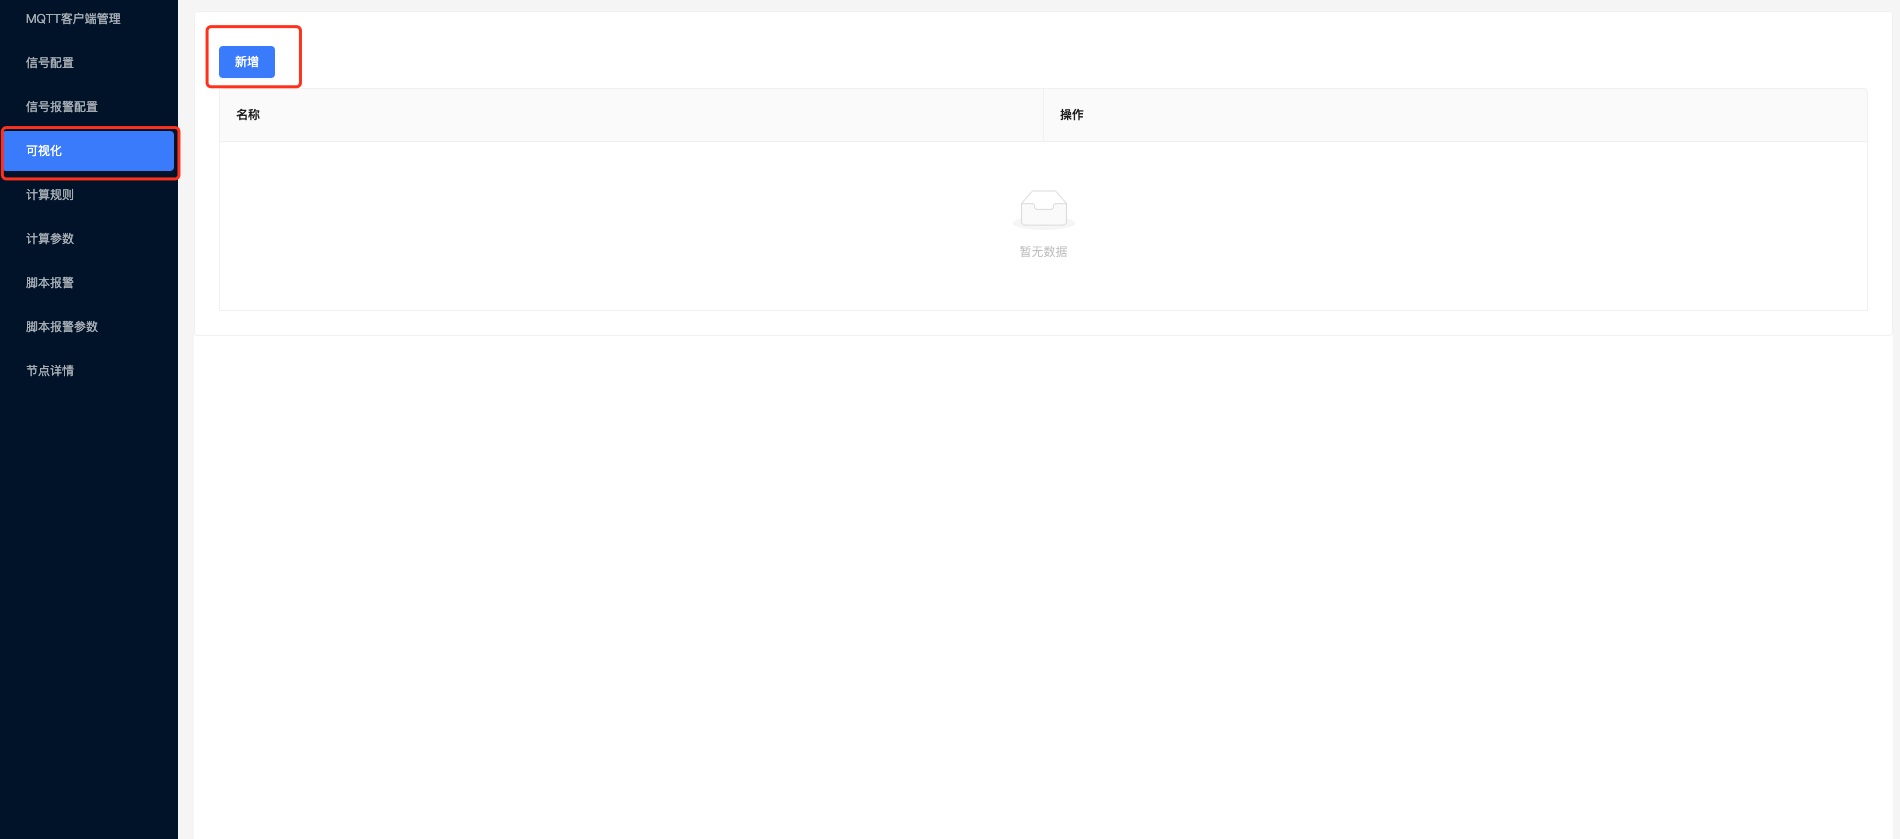 MQTT客户端管理
信号配置
信号报警配置
可视化
计算规则
计算参数
脚本报警
脚本报警参数
节点详情
新增
名称
操作
暂无数据